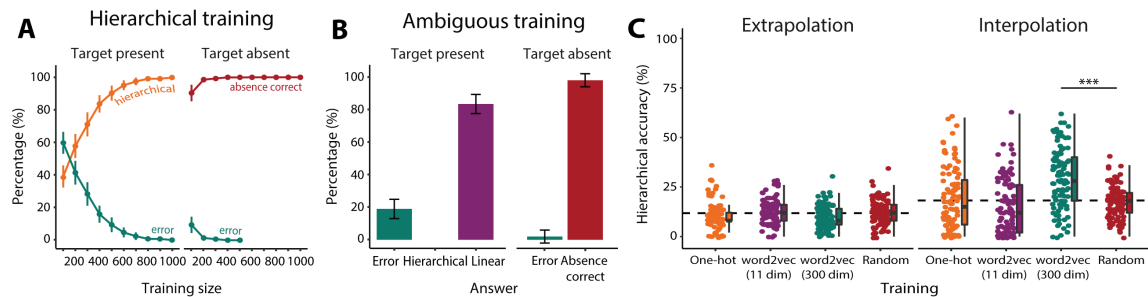 A
Hierarchical training
Target present
Target absent
Percentage (%)
100
80
60
40
20
0
hierarchical
error
absence correct
error
200 400 600 800 1000
200 400 600 800 1000
Training size
B
Ambiguous training
Target present
Target absent
Percentage (%)
100
80
60
40
20
0
Error Hierarchical Linear
Error Absence
correct
Answer
C
Extrapolation
Interpolation
Hierarchical accuracy (%)
100
75
50
25
0
***
One-hot word2vec word2vec Random
(11 dim) (300 dim)
One-hot word2vec word2vec Random
(11 dim) (300 dim)
Training